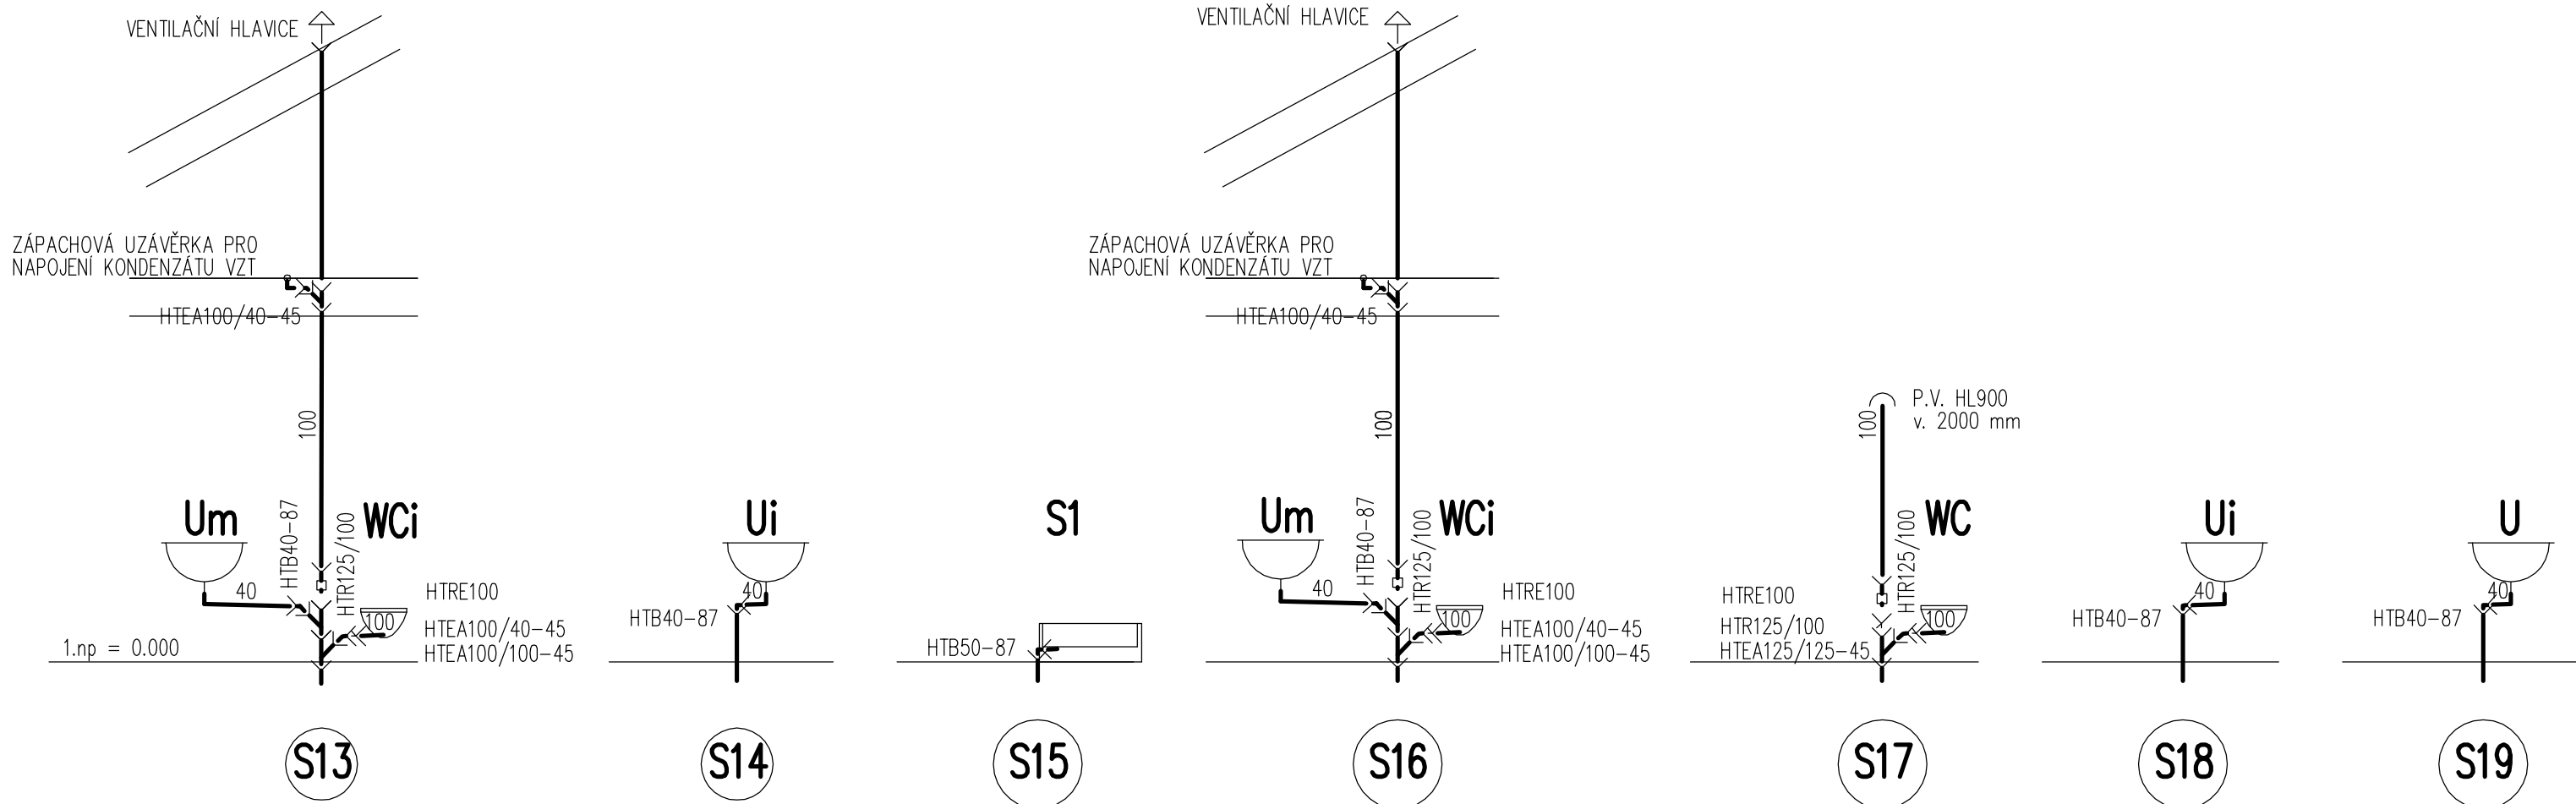 VENTILAČNÍ HLAVICE
ZÁPACHOVÁ UZÁVĚRKA PRO
NAPOJENÍ KONDENZÁTU VZT
HTEA100/40-45
100
Um
HTB40-87
HTR125/100
WCi
40
100
HTRE100
HTEA100/40-45
HTEA100/100-45
1.np = 0.000
S13
Ui
40
HTB40-87
S14
S1
HTB50-87
S15
VENTILAČNÍ HLAVICE
ZÁPACHOVÁ UZÁVĚRKA PRO
NAPOJENÍ KONDENZÁTU VZT
HTEA100/40-45
100
Um
HTB40-87
HTR125/100
WCi
40
100
HTRE100
HTEA100/40-45
HTEA100/100-45
S16
P.V. HL900
v. 2000 mm
100
HTR125/100
WC
100
HTRE100
HTR125/100
HTEA125/125-45
S17
Ui
40
HTB40-87
S18
U
40
HTB40-87
S19